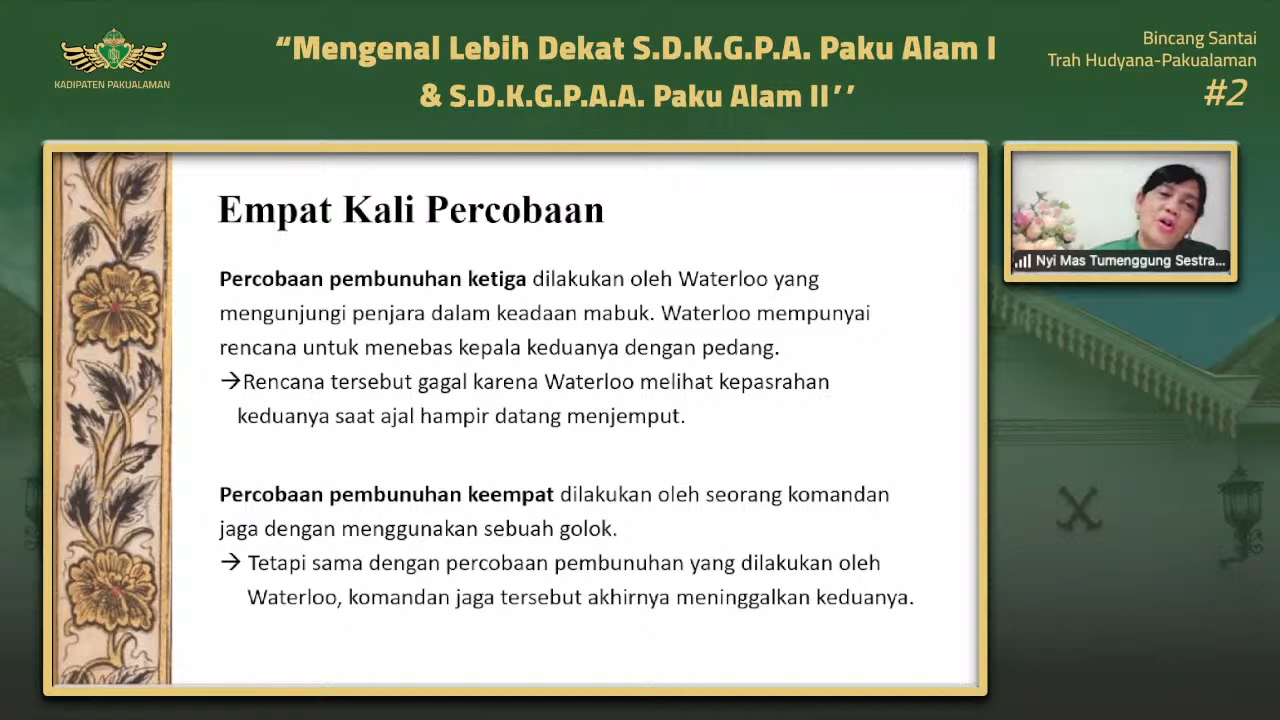 KADIPATEN PAKUALAMAN
“Mengenal Lebih Dekat S.D.K.G.P.A. Paku Alam I
& S.D.K.G.P.A.A. Paku Alam II’’
Bincang Santai
Trah Hudyana-Pakualaman
#2
Empat Kali Percobaan
Percobaan pembunuhan ketiga dilakukan oleh Waterloo yang
mengunjungi penjara dalam keadaan mabuk. Waterloo mempunyai
rencana untuk menebas kepala keduanya dengan pedang.
→Rencana tersebut gagal karena Waterloo melihat kepasrahan
keduanya saat ajal hampir datang menjemput.
Percobaan pembunuhan keempat dilakukan oleh seorang komandan
jaga dengan menggunakan sebuah golok.
→ Tetapi sama dengan percobaan pembunuhan yang dilakukan oleh
Waterloo, komandan jaga tersebut akhirnya meninggalkan keduanya.
Nyi Mas Tumenggung Sestra...